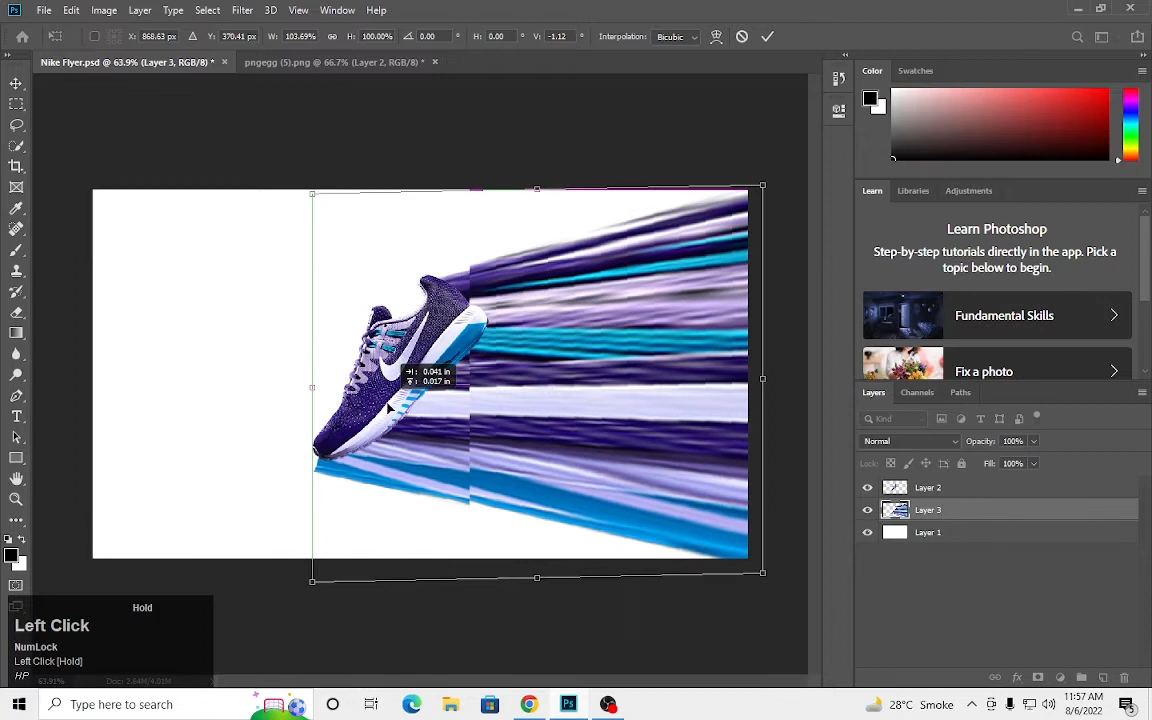 Ps File Edit Image Layer Type Select Filter 3D View Window Help
X: 868.63 px Y: 370.41 px W: 103.69% H: 100.00% 0.00 ° H: 0.00 ° V: -1.12 ° Interpolation: Bicubic
Nike Flyer.psd @ 63.9% (Layer 3, RGB/8) * × pngegg (5).png @ 66.7% (Layer 2, RGB/8) * ×
Color Swatches
Learn Libraries Adjustments
Learn Photoshop
Step-by-step tutorials directly in the app. Pick a
topic below to begin.
Fundamental Skills
Fix a photo
Layers Channels Paths
Kind
Normal Opacity: 100%
Lock: Fill: 100%
Layer 2
Layer 3
Layer 1
: 0.041 in
: 0.017 in
Hold
Left Click
NumLock
Left Click [Hold]
HP
63.91% Doc: 2.64M/4.01M
Type here to search
Ps
28°C Smoke
11:57 AM
8/6/2022
5